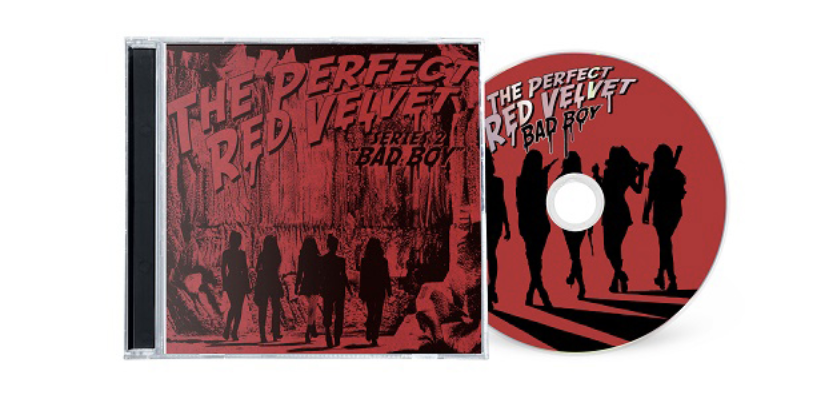 THE PERFECT
RED VELVET
SERIES 2
"BAD BOY"
THE PERFECT
RED VELVET
BAD BOY